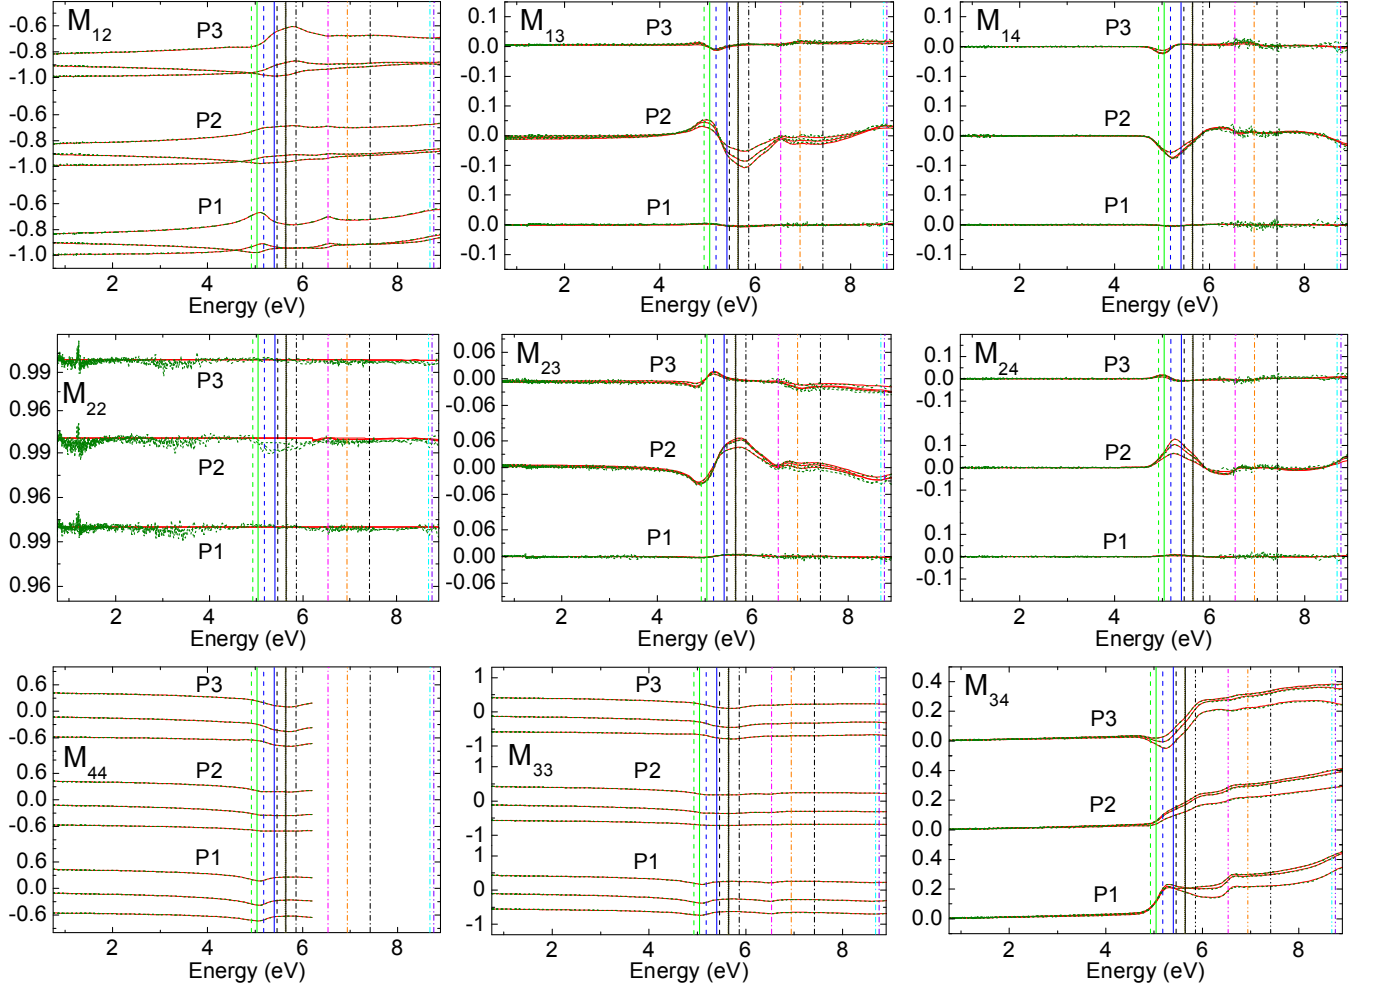 M12
P3
P2
P1
-0.6
-0.8
-1.0
-0.6
-0.8
-1.0
-0.6
-0.8
-1.0
2 4 6 8
Energy (eV)
M13
P3
P2
P1
0.1
0.0
-0.1
0.1
0.0
-0.1
0.1
0.0
-0.1
2 4 6 8
Energy (eV)
M14
P3
P2
P1
0.1
0.0
-0.1
0.1
0.0
-0.1
0.1
0.0
-0.1
2 4 6 8
Energy (eV)
M22
P3
P2
P1
0.99
0.96
0.99
0.96
0.99
0.96
2 4 6 8
Energy (eV)
M23
P3
P2
P1
0.06
0.00
-0.06
0.06
0.00
-0.06
0.06
0.00
-0.06
2 4 6 8
Energy (eV)
M24
P3
P2
P1
0.1
0.0
-0.1
0.1
0.0
-0.1
0.1
0.0
-0.1
2 4 6 8
Energy (eV)
M44
P3
P2
P1
0.6
0.0
-0.6
0.6
0.0
-0.6
0.6
0.0
-0.6
2 4 6 8
Energy (eV)
M33
P3
P2
P1
1
0
-1
1
0
-1
1
0
-1
2 4 6 8
Energy (eV)
M34
P3
P2
P1
0.4
0.2
0.0
0.4
0.2
0.0
0.4
0.2
0.0
2 4 6 8
Energy (eV)